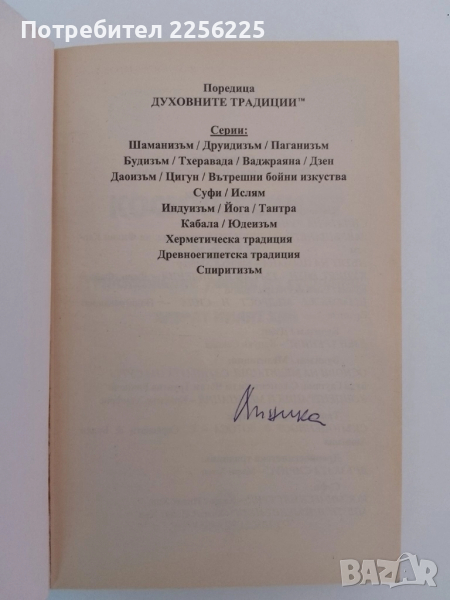 Потребител 2256225
Поредица
ДУХОВНИТЕ ТРАДИЦИИ™
Серии:
Шаманизъм / Друидизъм / Паганизъм
Будизъм / Тхеравада / Ваджраяна / Дзен
Даоизъм / Цигун / Вътрешни бойни изкуства
Суфи / Ислям
Индуизъм / Йога / Тантра
Кабала / Юдеизъм
Херметическа традиция
Древноегипетска традиция
Спиритизъм
BAZAR